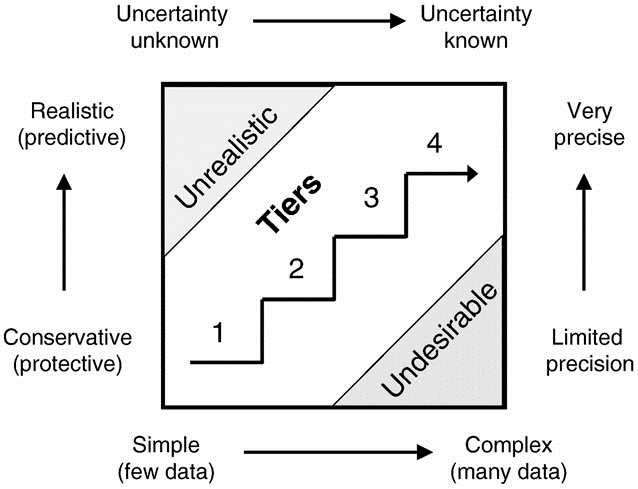 Uncertainty
unknown
Uncertainty
known
Realistic
(predictive)
Unrealistic
Tiers
4
3
2
1
Very
precise
Conservative
(protective)
Undesirable
Limited
precision
Simple
(few data)
Complex
(many data)